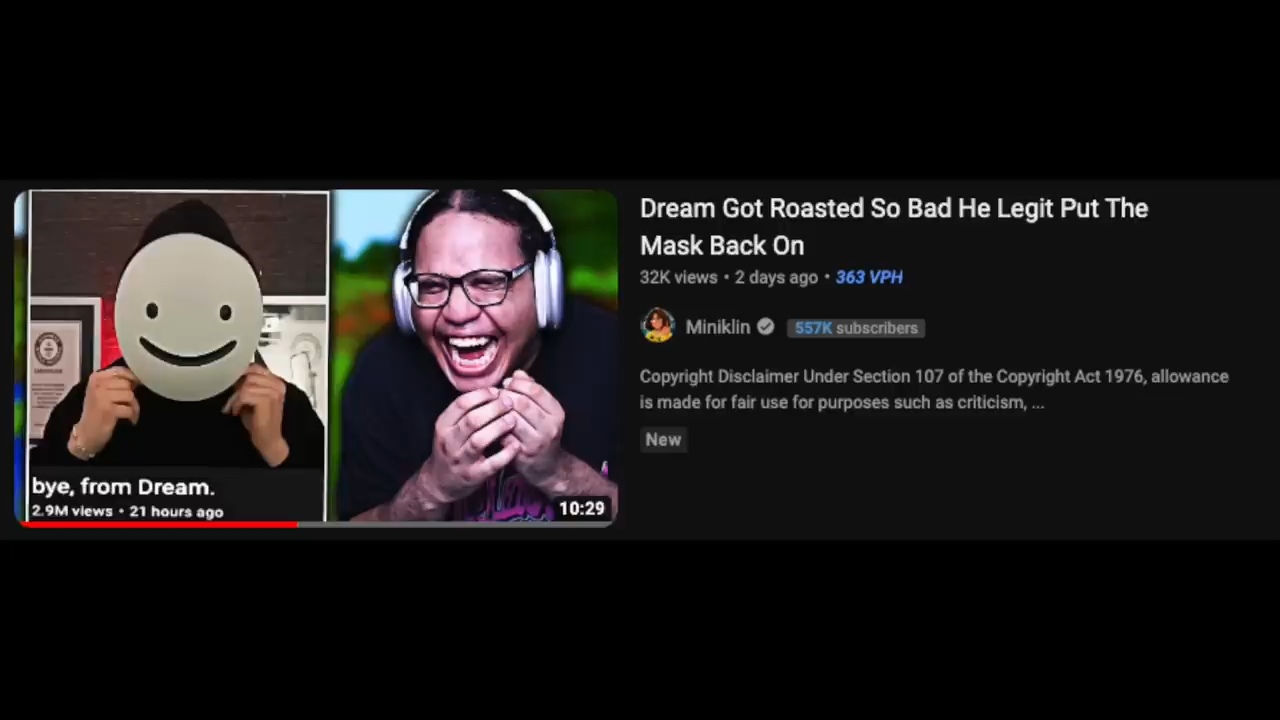 bye, from Dream.
2.9M views • 21 hours ago
10:29
Dream Got Roasted So Bad He Legit Put The
Mask Back On
32K views • 2 days ago • 363 VPH
Miniklin
557K subscribers
Copyright Disclaimer Under Section 107 of the Copyright Act 1976, allowance
is made for fair use for purposes such as criticism, ...
New